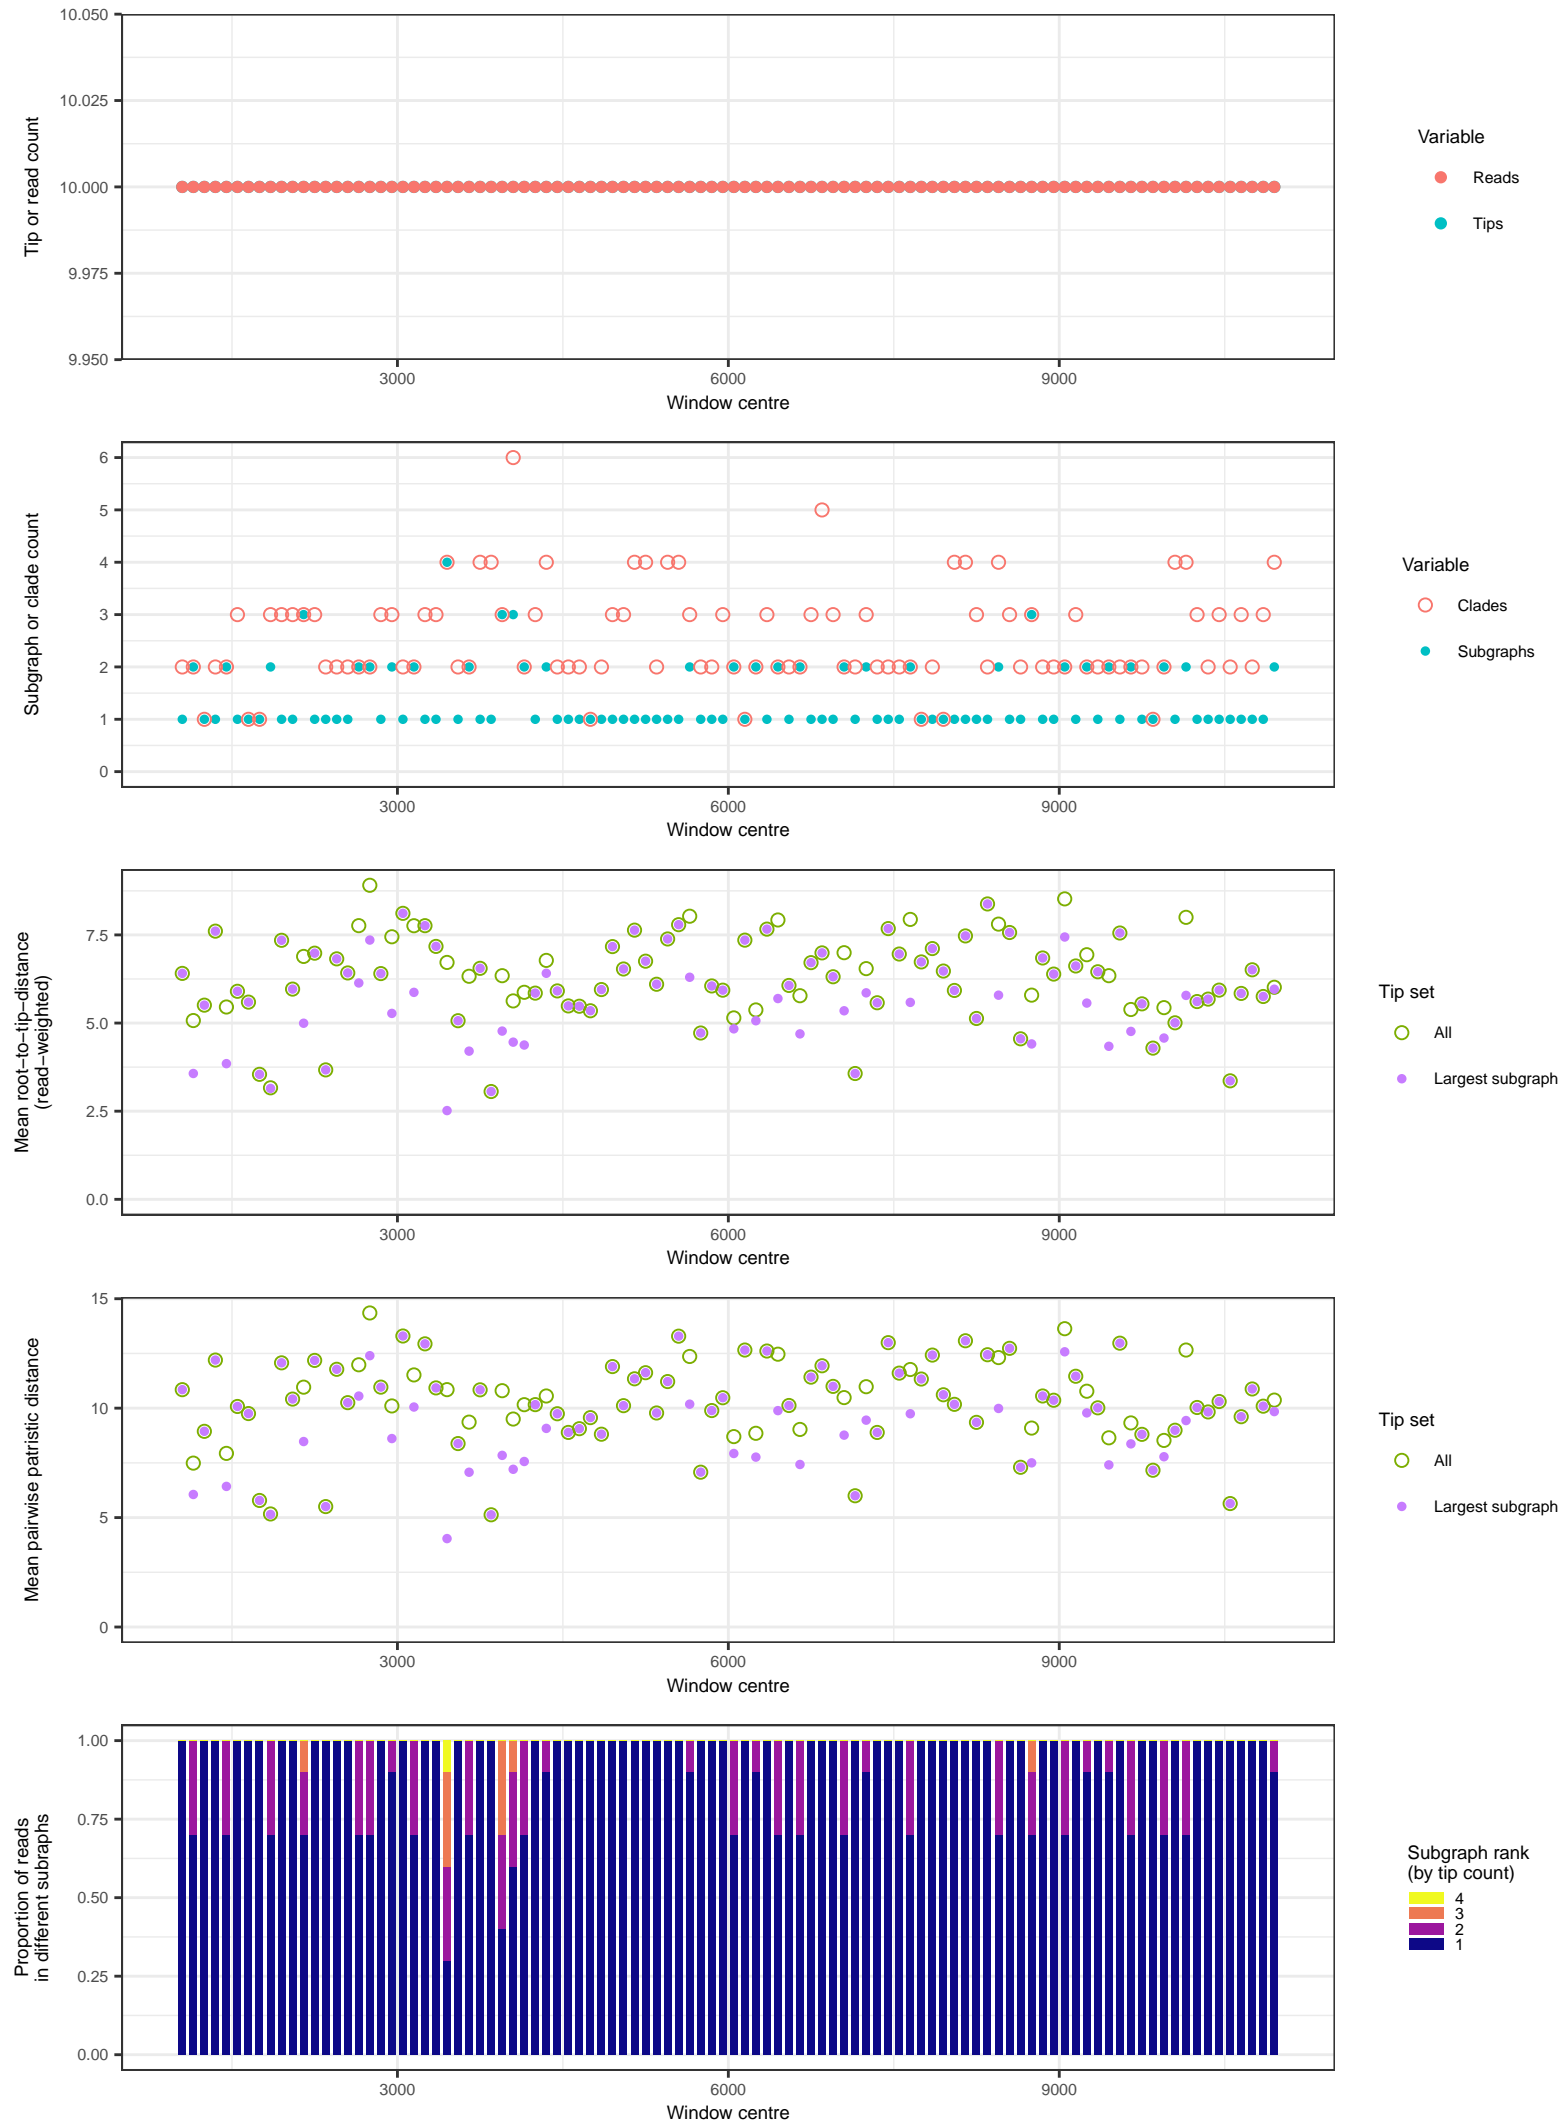 10.050
10.025
10.000
9.975
9.950
Tip or read count
3000
6000
9000
Window centre
Variable
Reads
Tips
6
5
4
3
2
1
0
Subgraph or clade count
3000
6000
9000
Window centre
Variable
Clades
Subgraphs
7.5
5.0
2.5
0.0
Mean root−to−tip−distance
(read−weighted)
3000
6000
9000
Window centre
Tip set
All
Largest subgraph
15
10
5
0
Mean pairwise patristic distance
3000
6000
9000
Window centre
Tip set
All
Largest subgraph
1.00
0.75
0.50
0.25
0.00
Proportion of reads
in different subraphs
3000
6000
9000
Window centre
Subgraph rank
(by tip count)
4
3
2
1